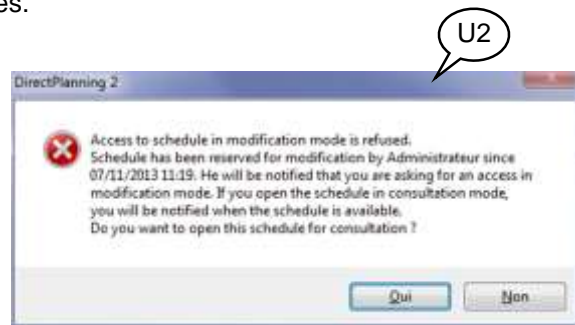 es.
U2
DirectPlanning 2
Access to schedule in modification mode is refused.
Schedule has been reserved for modification by Administrateur since
07/11/2013 11:19. He will be notified that you are asking for an access in
modification mode. If you open the schedule in consultation mode,
you will be notified when the schedule is available.
Do you want to open this schedule for consultation ?
Oui Non